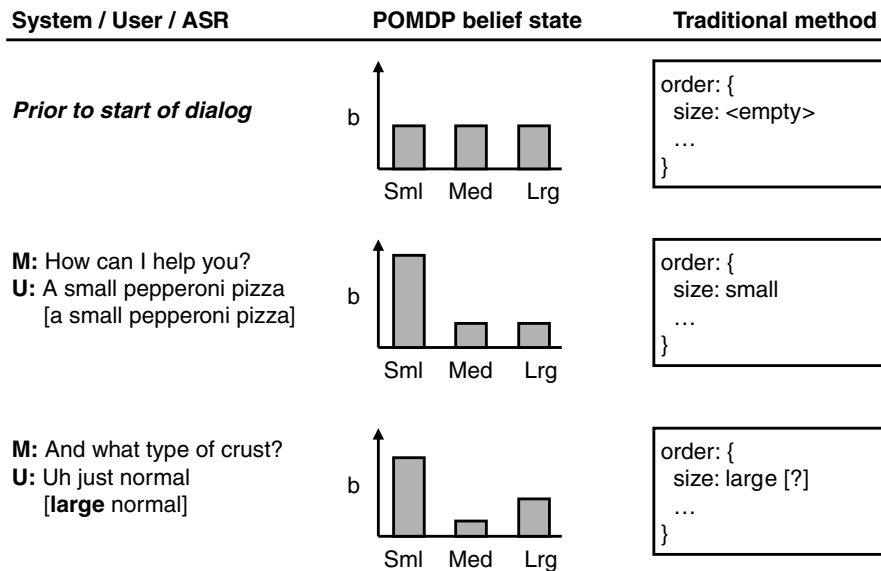 System / User / ASR POMDP belief state Traditional method
Prior to start of dialog
b
Sml Med Lrg
order: {
size: <empty>
…
}
M: How can I help you?
U: A small pepperoni pizza
[a small pepperoni pizza]
b
Sml Med Lrg
order: {
size: small
…
}
M: And what type of crust?
U: Uh just normal
[large normal]
b
Sml Med Lrg
order: {
size: large [?]
…
}